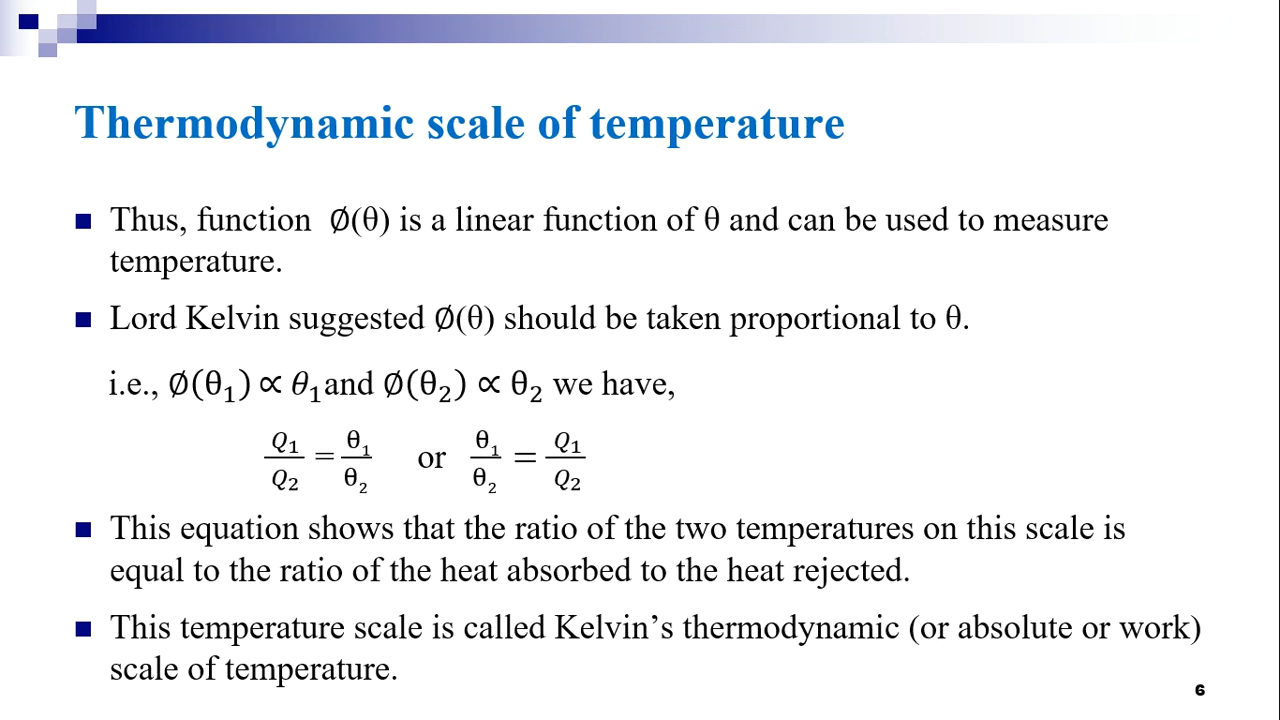 Thermodynamic scale of temperature
Thus, function ∅(θ) is a linear function of θ and can be used to measure
temperature.
Lord Kelvin suggested ∅(θ) should be taken proportional to θ.
i.e., ∅(θ₁) ∝ θ₁and ∅(θ₂) ∝ θ₂ we have,
Q₁/Q₂ = θ₁/θ₂ or θ₁/θ₂ = Q₁/Q₂
This equation shows that the ratio of the two temperatures on this scale is
equal to the ratio of the heat absorbed to the heat rejected.
This temperature scale is called Kelvin’s thermodynamic (or absolute or work)
scale of temperature.
6